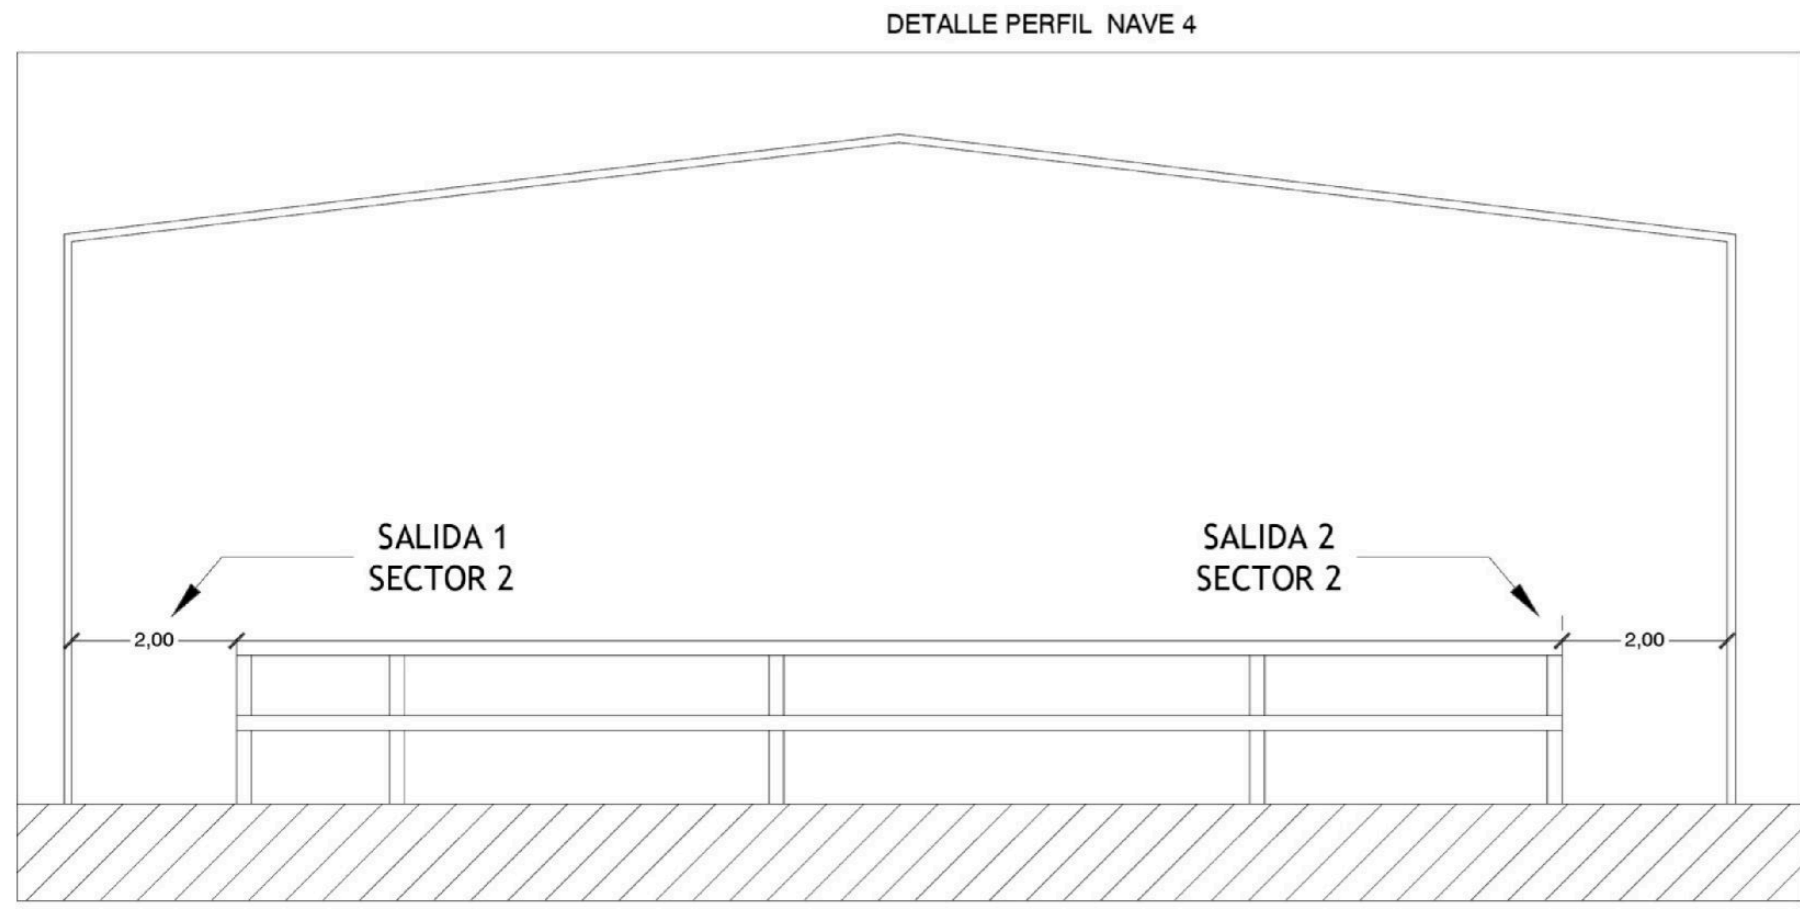 DETALLE PERFIL NAVE 4
SALIDA 1
SECTOR 2
SALIDA 2
SECTOR 2
2,00
2,00